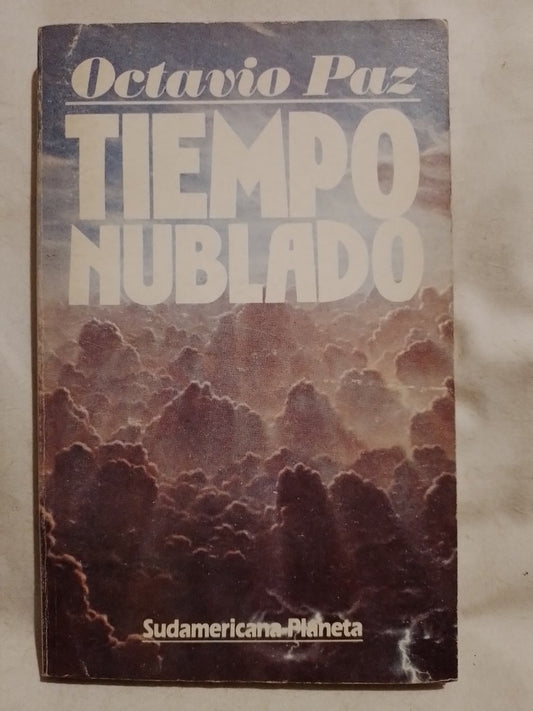 Octavio Paz
TIEMPO
NUBLADO
Sudamericana-Planeta